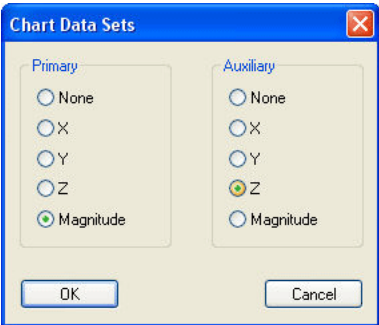 Chart Data Sets
Primary
None
X
Y
Z
Magnitude
Auxiliary
None
X
Y
Z
Magnitude
OK
Cancel